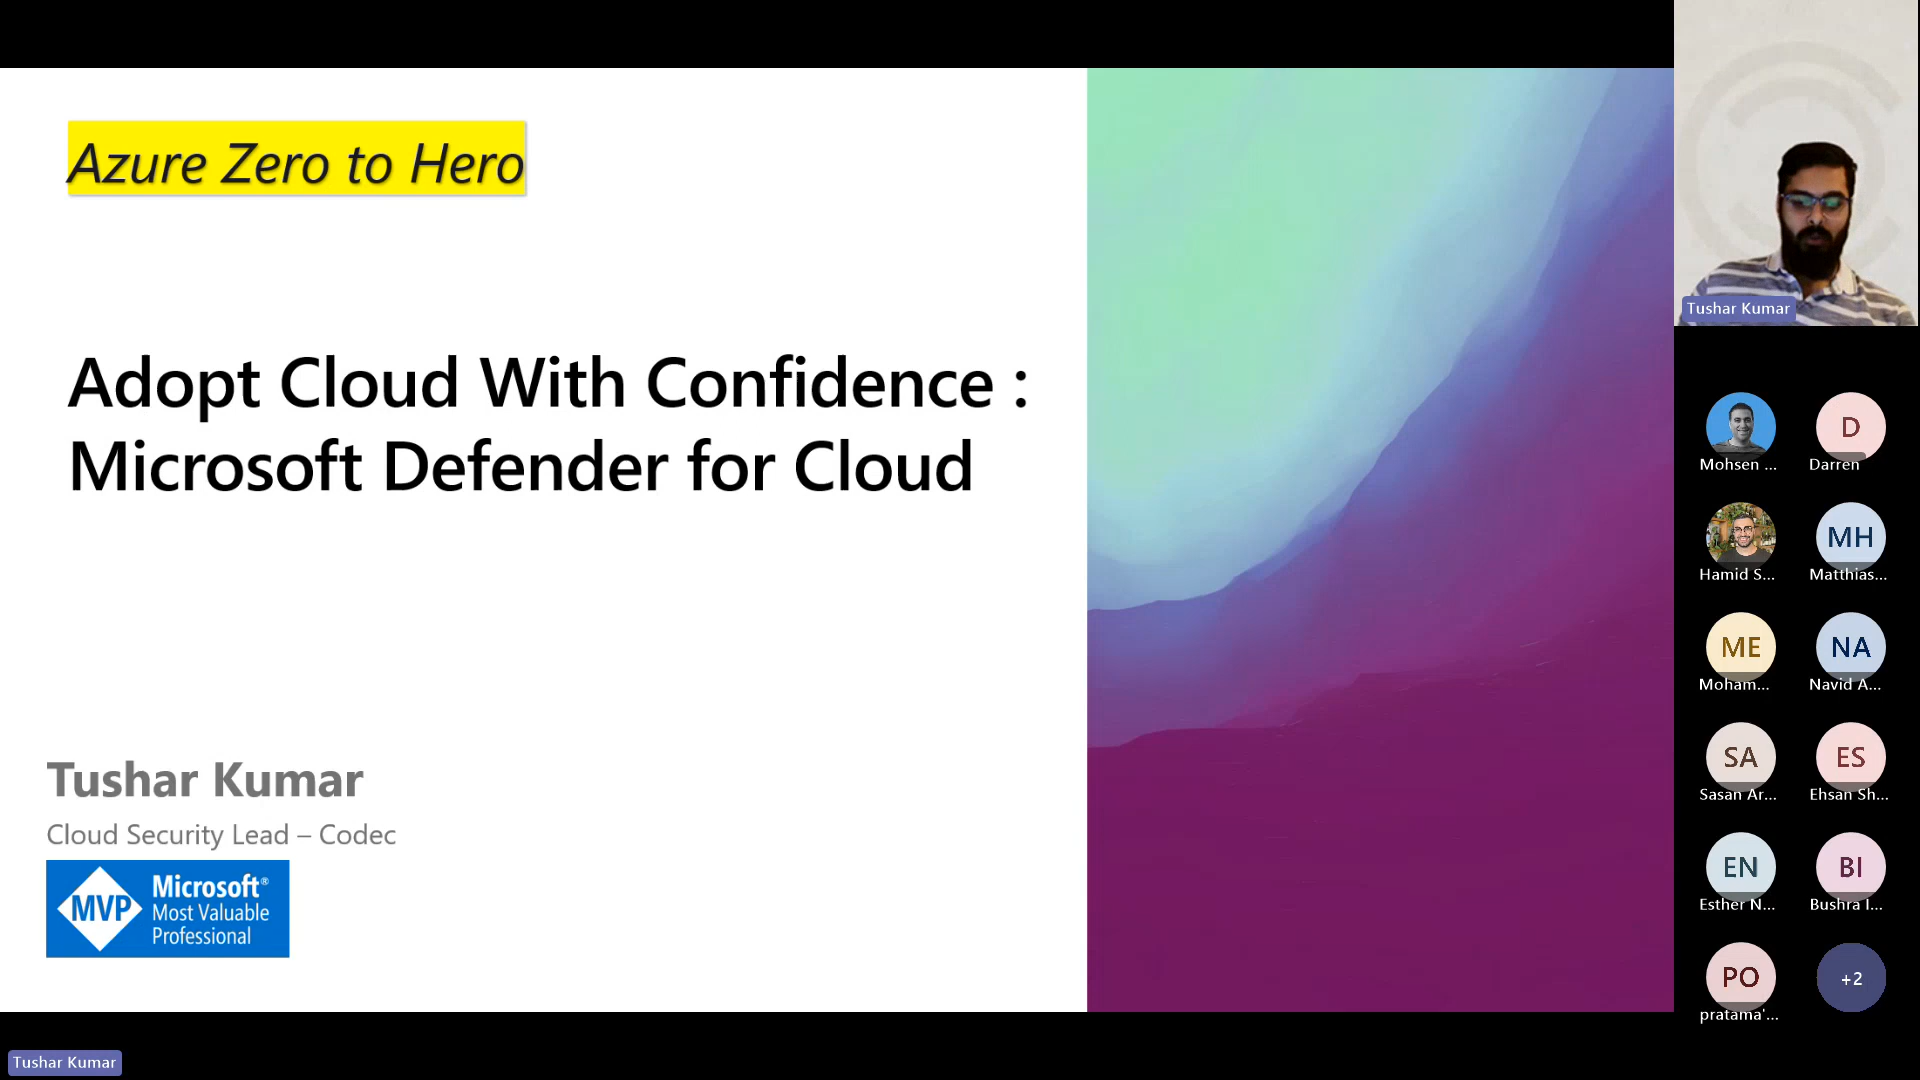 Azure Zero to Hero
Adopt Cloud With Confidence :
Microsoft Defender for Cloud
Tushar Kumar
Cloud Security Lead – Codec
MVP
Microsoft®
Most Valuable
Professional
Tushar Kumar
Tushar Kumar
Mohsen ...
D
Darren
Hamid S...
MH
Matthias...
ME
Moham...
NA
Navid A...
SA
Sasan Ar...
ES
Ehsan Sh...
EN
Esther N...
BI
Bushra I...
PO
pratama'...
+2